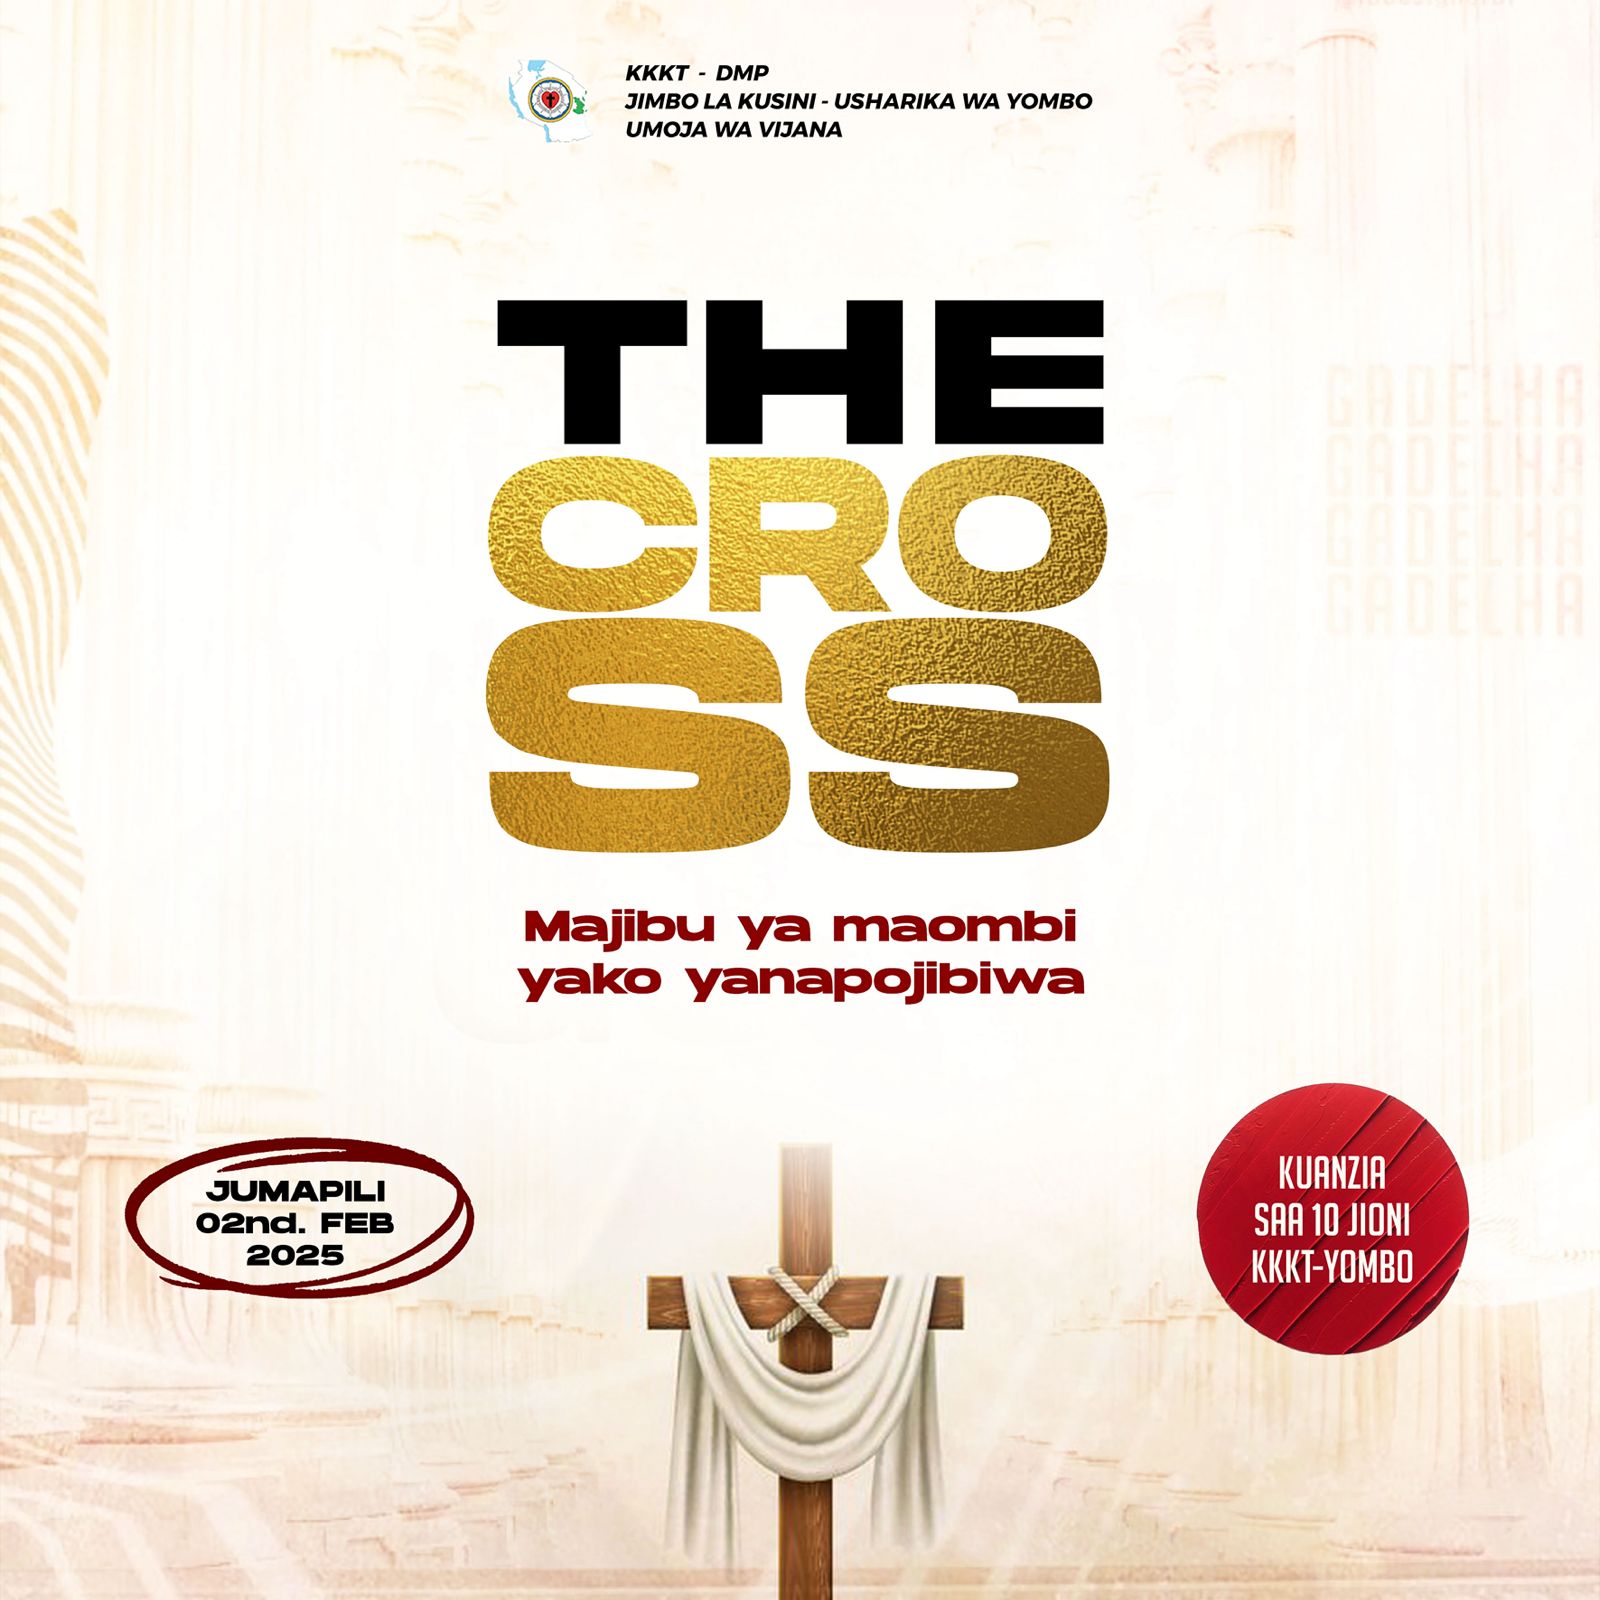 KKKT - DMP
JIMBO LA KUSINI - USHARIKA WA YOMBO
UMOJA WA VIJANA
THE
CRO
SS
GADELHA
GADELHA
GADELHA
GADELHA
Majibu ya maombi
yako yanapojibiwa
JUMAPILI
02nd. FEB
2025
KUANZIA
SAA 10 JIONI
KKKT-YOMBO